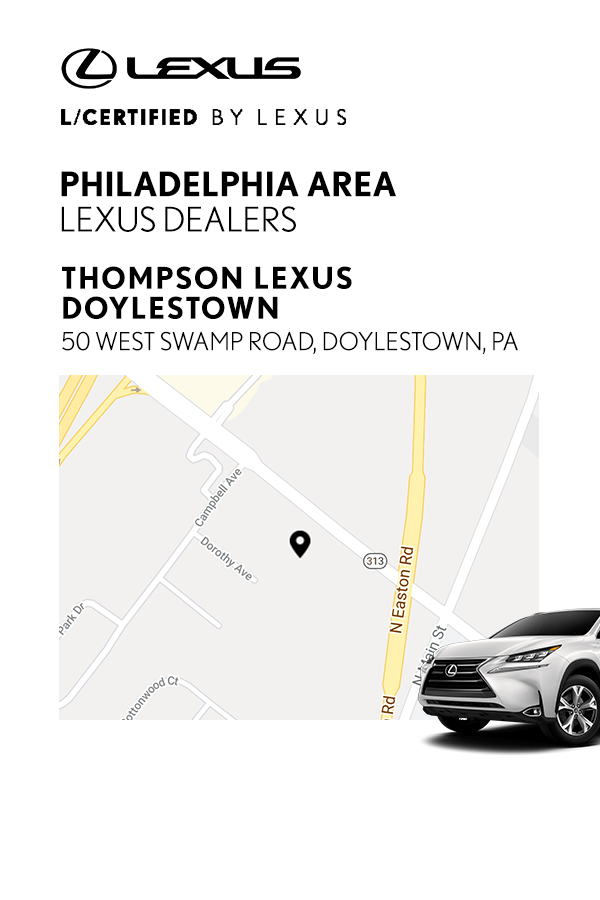 LEXUS
L/CERTIFIED BY LEXUS
PHILADELPHIA AREA
LEXUS DEALERS
THOMPSON LEXUS
DOYLESTOWN
50 WEST SWAMP ROAD, DOYLESTOWN, PA
Campbell Ave
Dorothy Ave
313
N Easton Rd
Park Dr
N Main St
ottonwood Ct
Rd